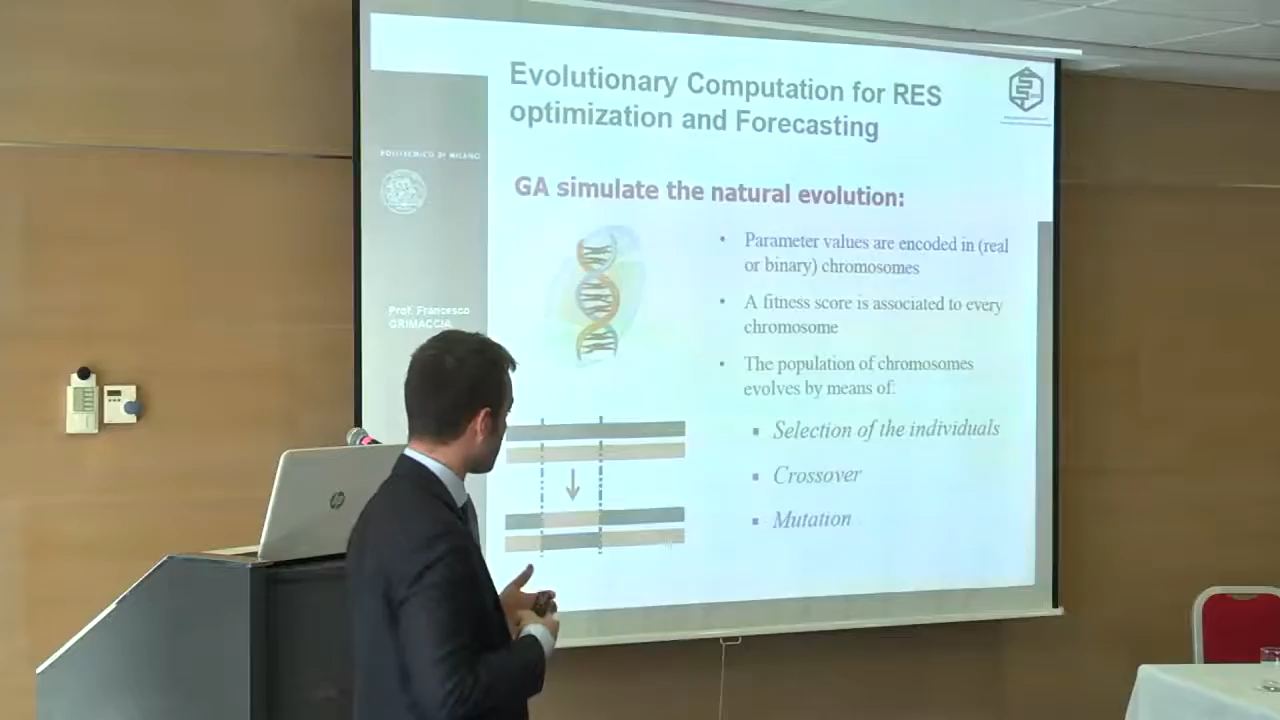 Evolutionary Computation for RES
optimization and Forecasting
POLITECNICO DI MILANO
GA simulate the natural evolution:
• Parameter values are encoded in (real
or binary) chromosomes
• A fitness score is associated to every
chromosome
• The population of chromosomes
evolves by means of:
▪ Selection of the individuals
▪ Crossover
▪ Mutation
Prof. Francesco
GRIMACCIA
hp